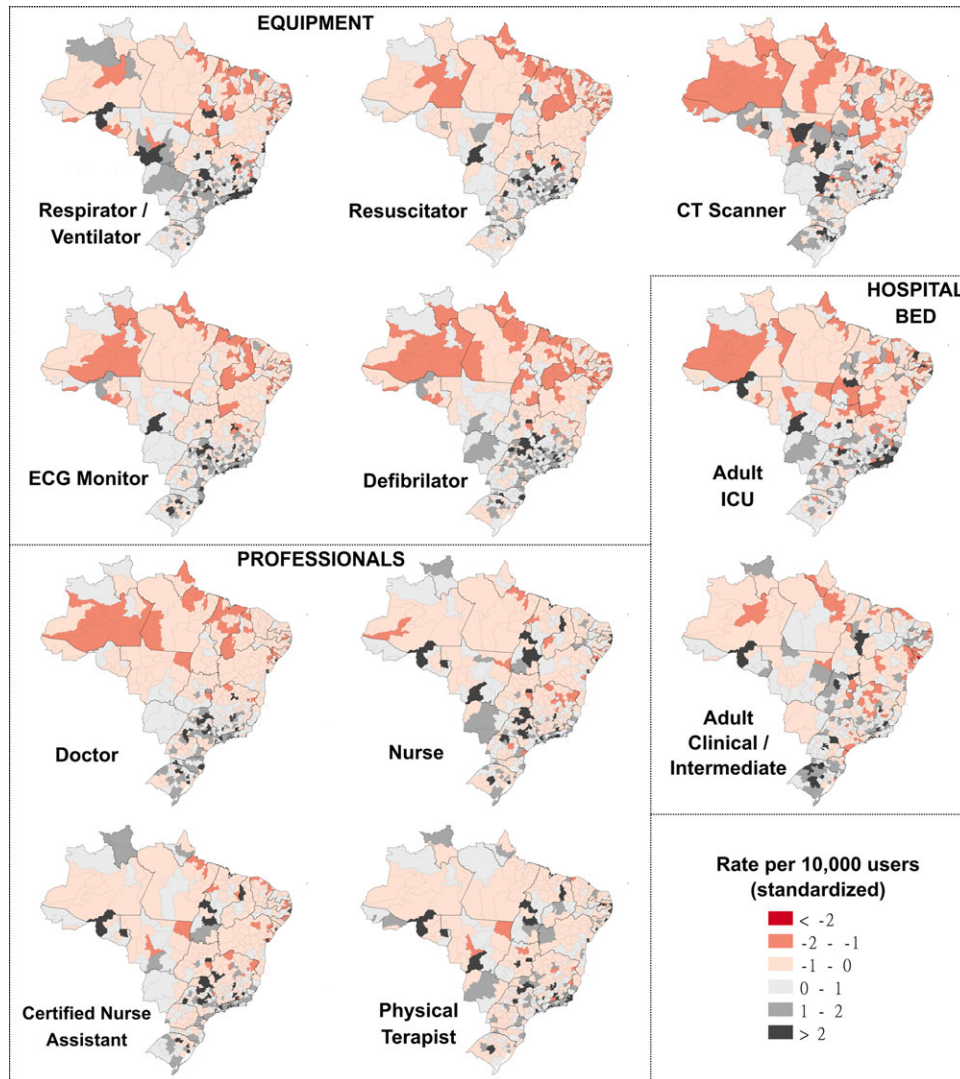 EQUIPMENT
Respirator /
Ventilator
Resuscitator
CT Scanner
HOSPITAL
BED
ECG Monitor
Defibrilator
Adult
ICU
PROFESSIONALS
Doctor
Nurse
Adult
Clinical /
Intermediate
Certified Nurse
Assistant
Physical
Terapist
Rate per 10,000 users
(standardized)
< -2
-2 - -1
-1 - 0
0 - 1
1 - 2
> 2